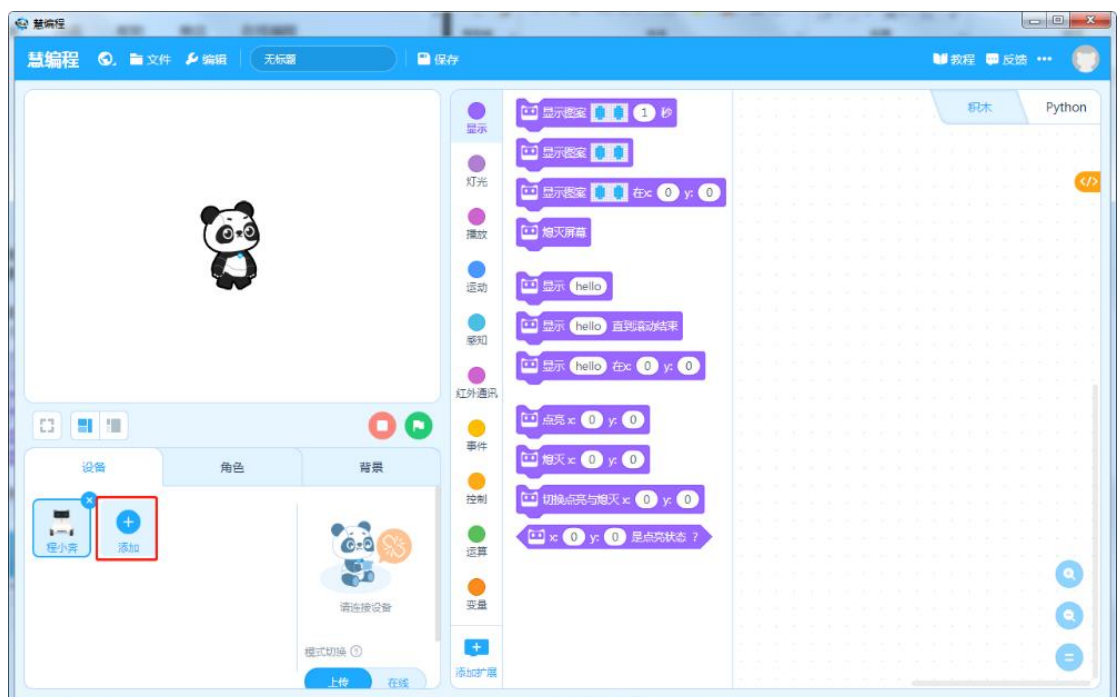 慧编程
慧编程 文件 编辑 无标题 保存 教程 反馈
显示
灯光
播放
运动
感知
红外通讯
事件
控制
运算
变量
添加扩展
显示图案 1 秒
显示图案
显示图案 在x: 0 y: 0
熄灭屏幕
显示 hello
显示 hello 直到滚动结束
显示 hello 在x: 0 y: 0
点亮 x: 0 y: 0
熄灭 x: 0 y: 0
切换点亮与熄灭 x: 0 y: 0
x: 0 y: 0 是点亮状态 ?
积木 Python
</>
设备 角色 背景
程小奔 添加
请连接设备
模式切换 ?
上传 在线